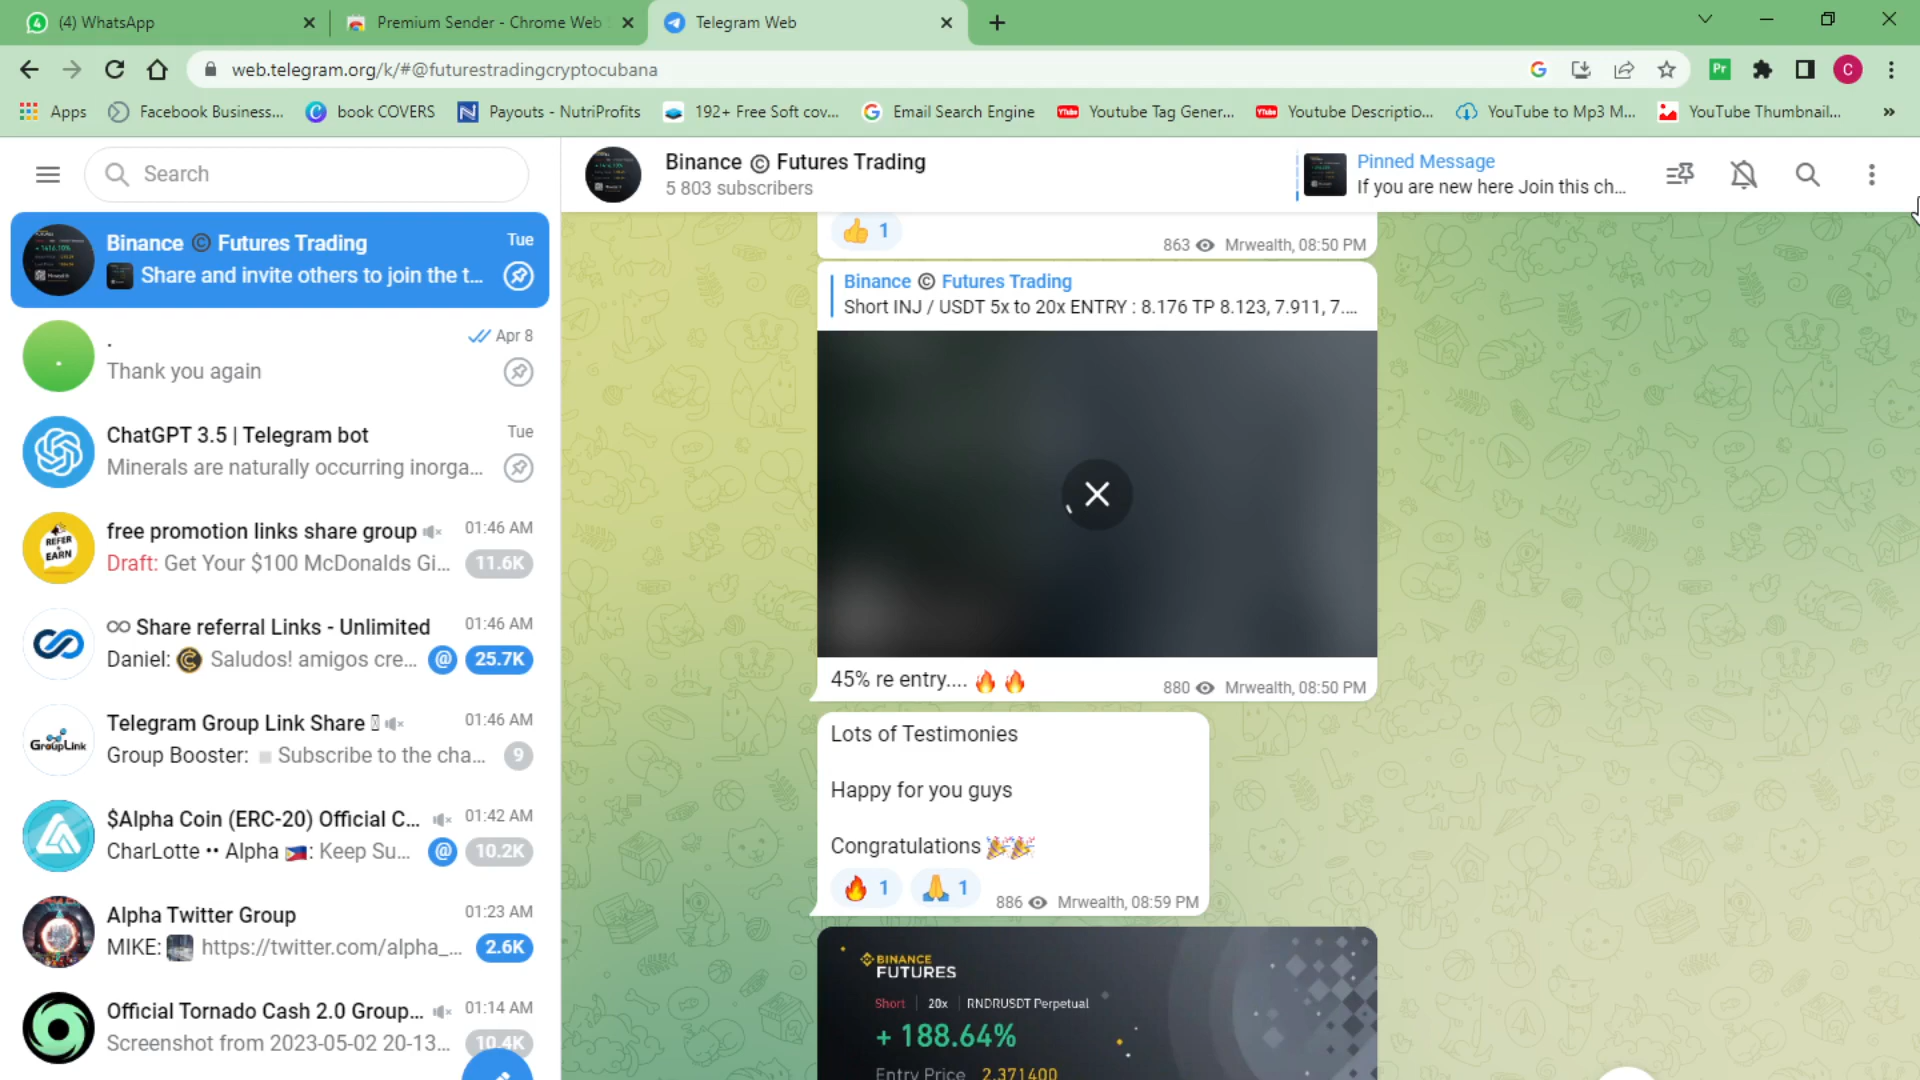 (4) WhatsApp
Premium Sender - Chrome Web
Telegram Web
web.telegram.org/k/#@futurestradingcryptocubana
Apps
Facebook Business...
book COVERS
Payouts - NutriProfits
192+ Free Soft cov...
Email Search Engine
Youtube Tag Gener...
Youtube Descriptio...
YouTube to Mp3 M...
YouTube Thumbnail...
Search
Binance © Futures Trading
Tue
Share and invite others to join the t...
.
Apr 8
Thank you again
ChatGPT 3.5 | Telegram bot
Tue
Minerals are naturally occurring inorga...
REFER
EARN
free promotion links share group
01:46 AM
Draft: Get Your $100 McDonalds Gi...
11.6K
∞ Share referral Links - Unlimited
01:46 AM
Daniel: Saludos! amigos cre...
@
25.7K
GroupLink
Telegram Group Link Share
01:46 AM
Group Booster: Subscribe to the cha...
9
$Alpha Coin (ERC-20) Official C...
01:42 AM
CharLotte •• Alpha 🇵🇭: Keep Su...
@
10.2K
Alpha Twitter Group
01:23 AM
MIKE: https://twitter.com/alpha_...
2.6K
Official Tornado Cash 2.0 Group...
01:14 AM
Screenshot from 2023-05-02 20-13...
10.4K
Binance © Futures Trading
5 803 subscribers
Pinned Message
If you are new here Join this ch...
👍 1
863 Mrwealth, 08:50 PM
Binance © Futures Trading
Short INJ / USDT 5x to 20x ENTRY : 8.176 TP 8.123, 7.911, 7....
45% re entry.... 🔥 🔥
880 Mrwealth, 08:50 PM
Lots of Testimonies
Happy for you guys
Congratulations 🎉🎉
🔥 1 🙏 1
886 Mrwealth, 08:59 PM
BINANCE
FUTURES
Short | 20x | RNDRUSDT Perpetual
+ 188.64%
Entry Price 2.371400